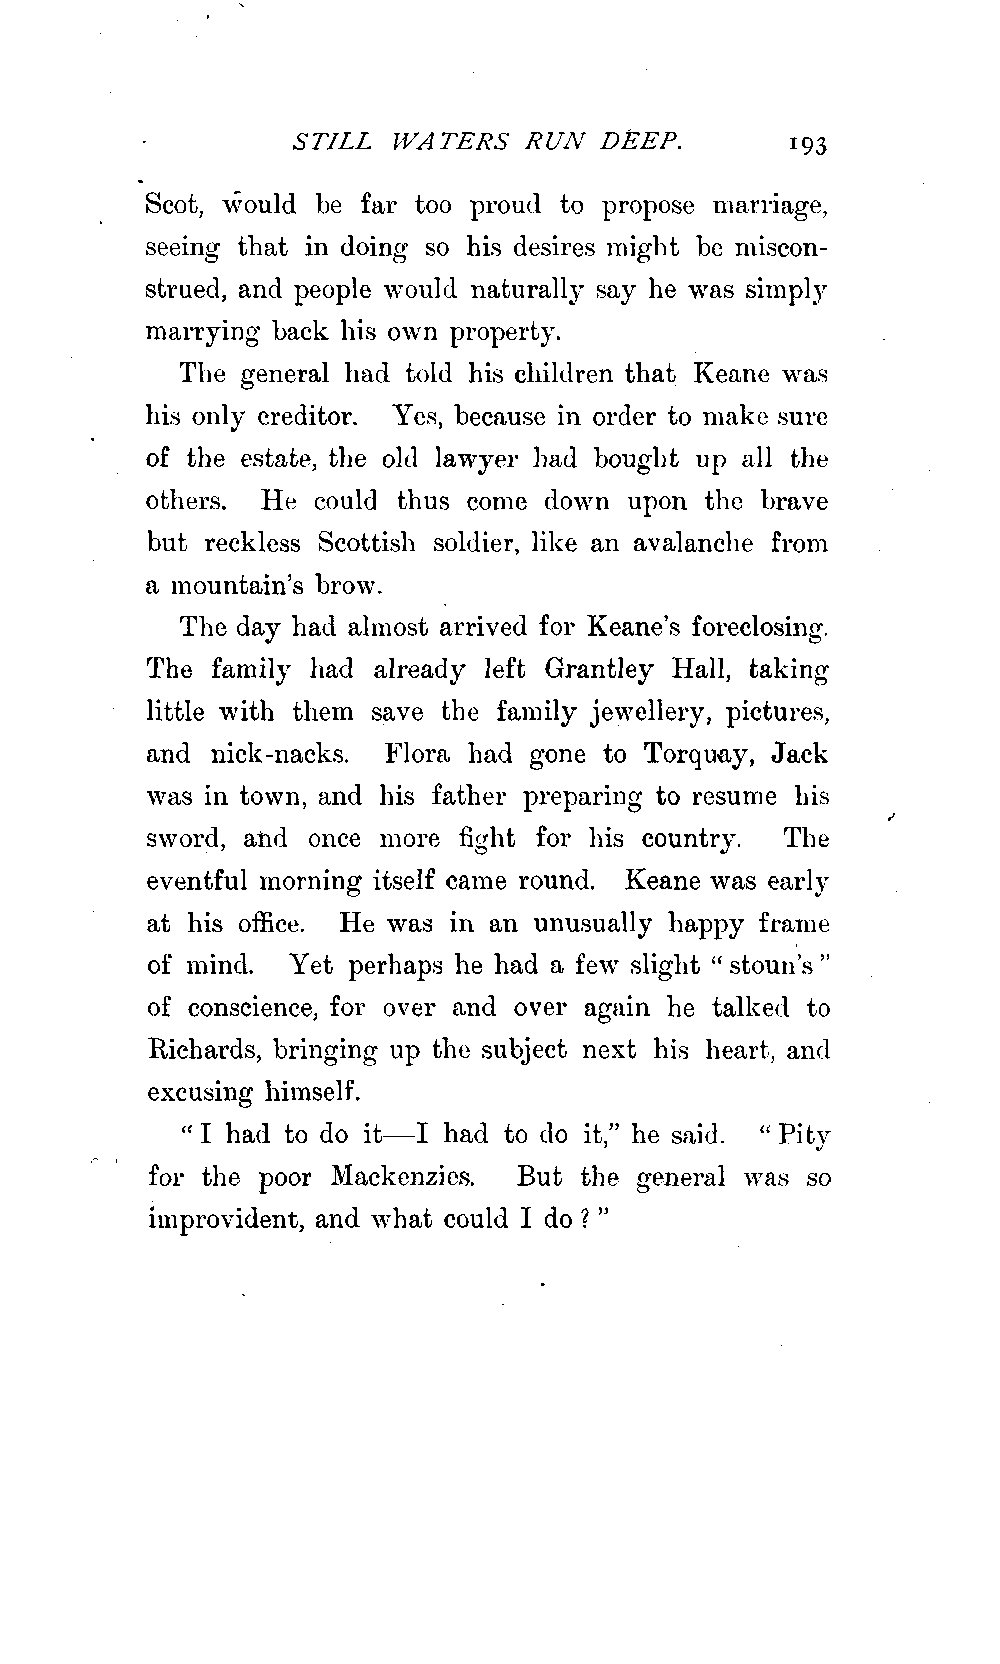 STILL WATERS RUN DEEP. 193
Scot, would be far too proud to propose marriage,
seeing that in doing so his desires might be miscon-
strued, and people would naturally say he was simply
marrying back his own property.
The general had told his children that Keane was
his only creditor. Yes, because in order to make sure
of the estate, the old lawyer had bought up all the
others. He could thus come down upon the brave
but reckless Scottish soldier, like an avalanche from
a mountain's brow.
The day had almost arrived for Keane's foreclosing.
The family had already left Grantley Hall, taking
little with them save the family jewellery, pictures,
and nick-nacks. Flora had gone to Torquay, Jack
was in town, and his father preparing to resume his
sword, and once more fight for his country. The
eventful morning itself came round. Keane was early
at his office. He was in an unusually happy frame
of mind. Yet perhaps he had a few slight "stoun's"
of conscience, for over and over again he talked to
Richards, bringing up the subject next his heart, and
excusing himself.
"I had to do it—I had to do it," he said. "Pity
for the poor Mackenzies. But the general was so
improvident, and what could I do?"